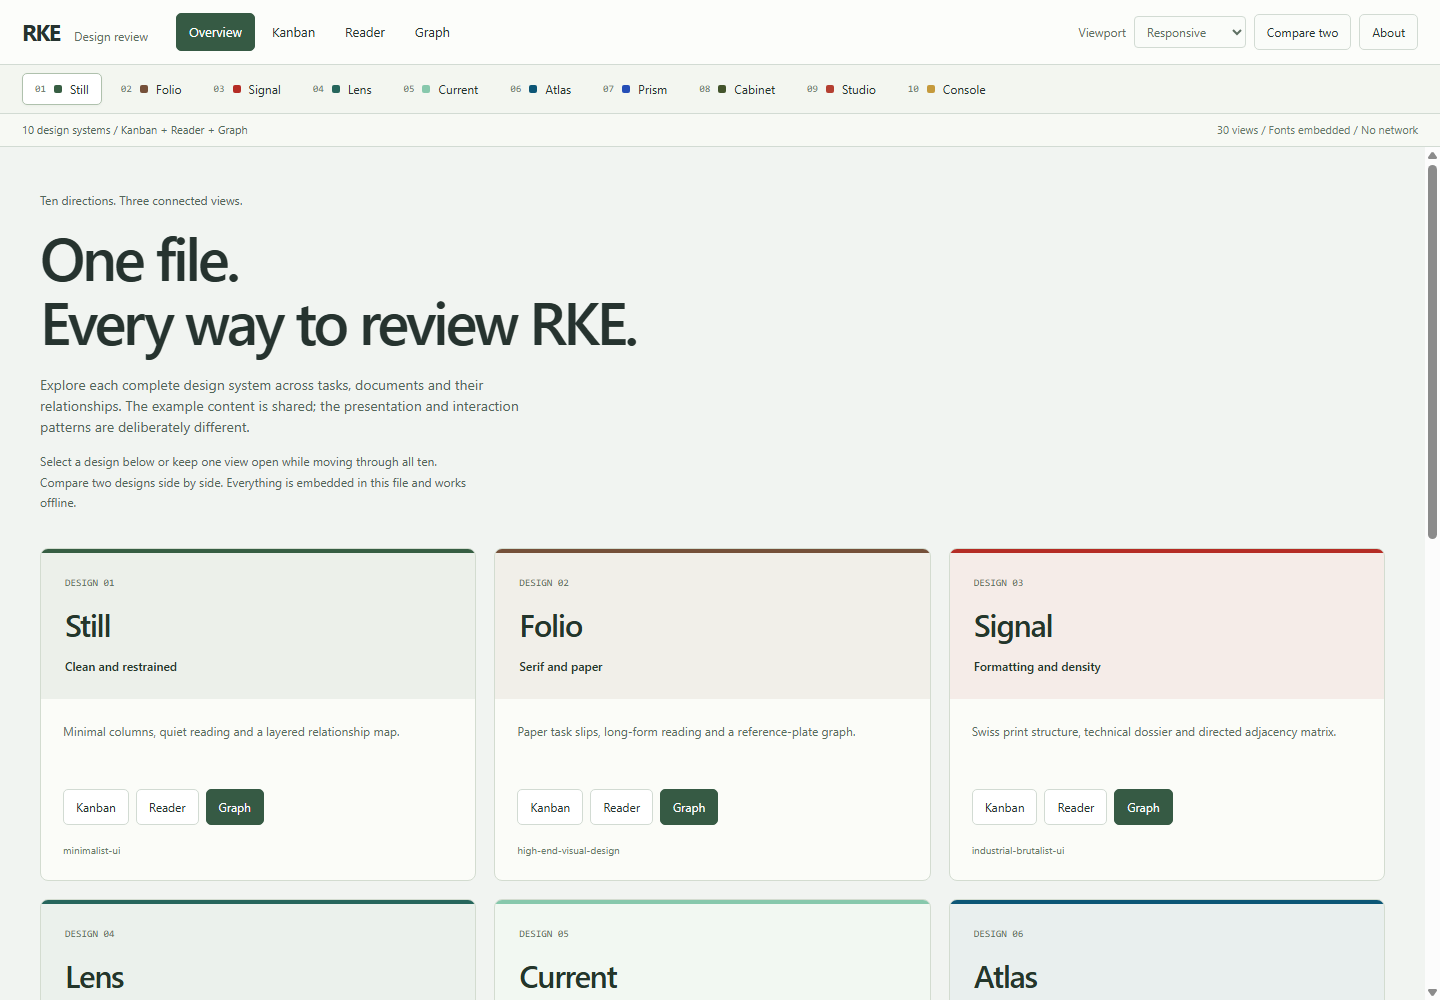 RKE Design review Overview Kanban Reader Graph Viewport Responsive Compare two About
01 Still 02 Folio 03 Signal 04 Lens 05 Current 06 Atlas 07 Prism 08 Cabinet 09 Studio 10 Console
10 design systems / Kanban + Reader + Graph 30 views / Fonts embedded / No network
Ten directions. Three connected views.
One file.
Every way to review RKE.
Explore each complete design system across tasks, documents and their
relationships. The example content is shared; the presentation and interaction
patterns are deliberately different.
Select a design below or keep one view open while moving through all ten.
Compare two designs side by side. Everything is embedded in this file and works
offline.
DESIGN 01
Still
Clean and restrained
Minimal columns, quiet reading and a layered relationship map.
Kanban Reader Graph
minimalist-ui
DESIGN 02
Folio
Serif and paper
Paper task slips, long-form reading and a reference-plate graph.
Kanban Reader Graph
high-end-visual-design
DESIGN 03
Signal
Formatting and density
Swiss print structure, technical dossier and directed adjacency matrix.
Kanban Reader Graph
industrial-brutalist-ui
DESIGN 04
Lens
DESIGN 05
Current
DESIGN 06
Atlas